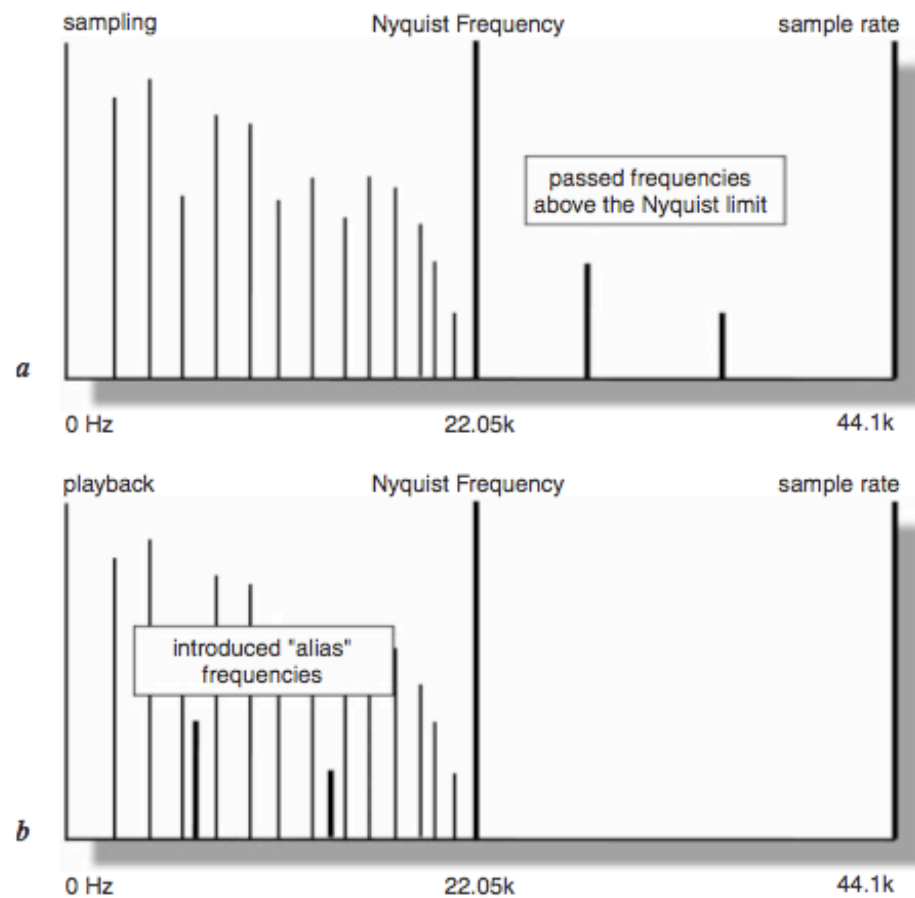 sampling Nyquist Frequency sample rate
passed frequencies
above the Nyquist limit
a
0 Hz 22.05k 44.1k
playback Nyquist Frequency sample rate
introduced "alias"
frequencies
b
0 Hz 22.05k 44.1k